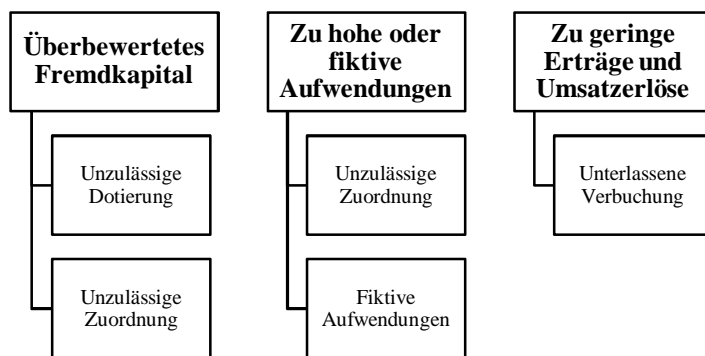 Überbewertetes
Fremdkapital
Unzulässige
Dotierung
Unzulässige
Zuordnung
Zu hohe oder
fiktive
Aufwendungen
Unzulässige
Zuordnung
Fiktive
Aufwendungen
Zu geringe
Erträge und
Umsatzerlöse
Unterlassene
Verbuchung